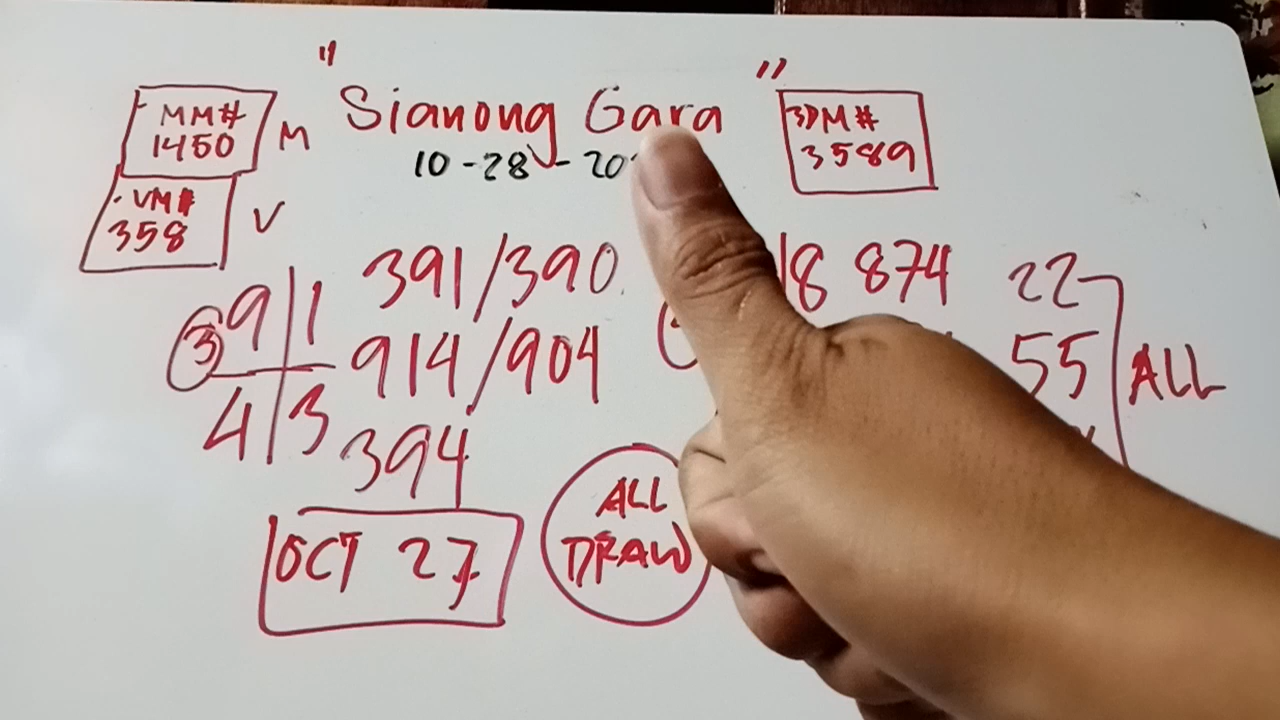 " Sianong Gara "
10-28-20
MM#
1450
M
VM#
358
V
3DM#
3589
391/390
914/904
394
9 1
3
4 3
OCT 27
ALL
DRAW
18 874
22
55
ALL